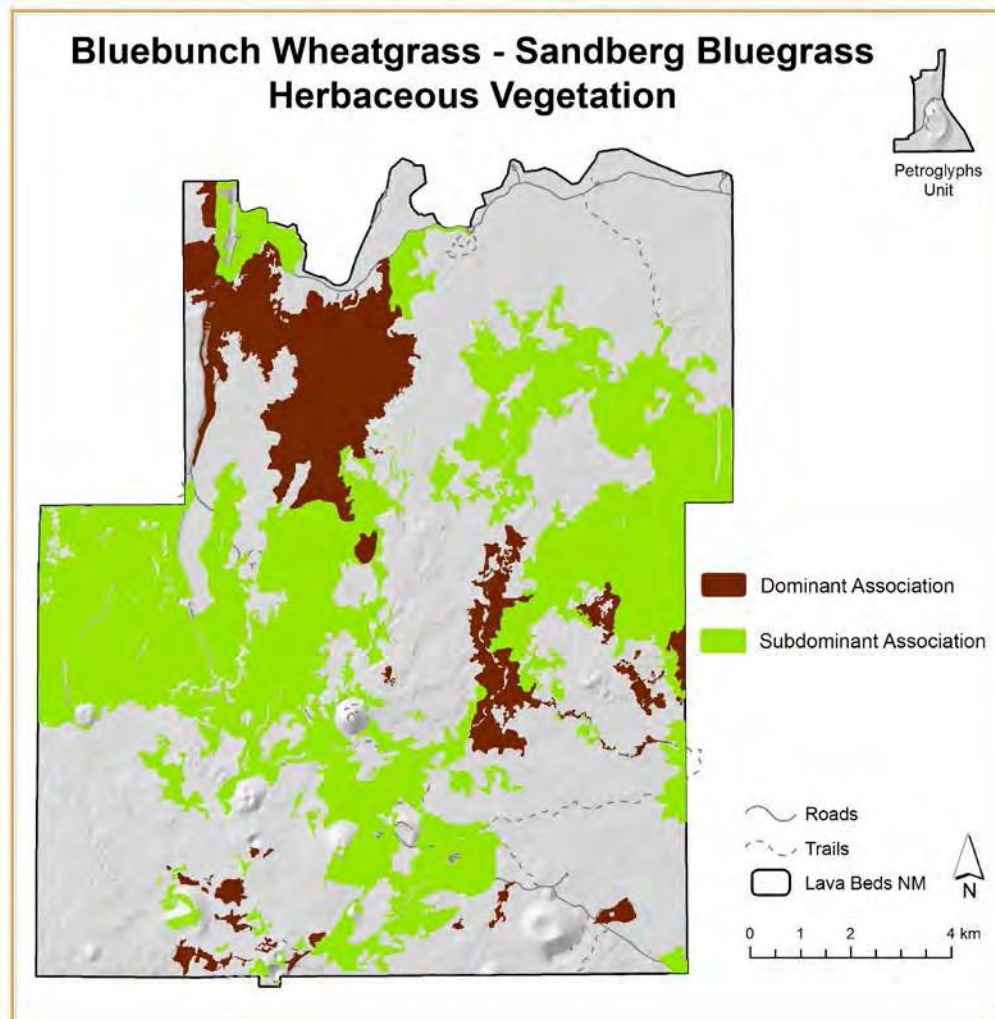 Bluebunch Wheatgrass - Sandberg Bluegrass
Herbaceous Vegetation
Petroglyphs
Unit
Dominant Association
Subdominant Association
Roads
Trails
Lava Beds NM
N
0 1 2 4 km